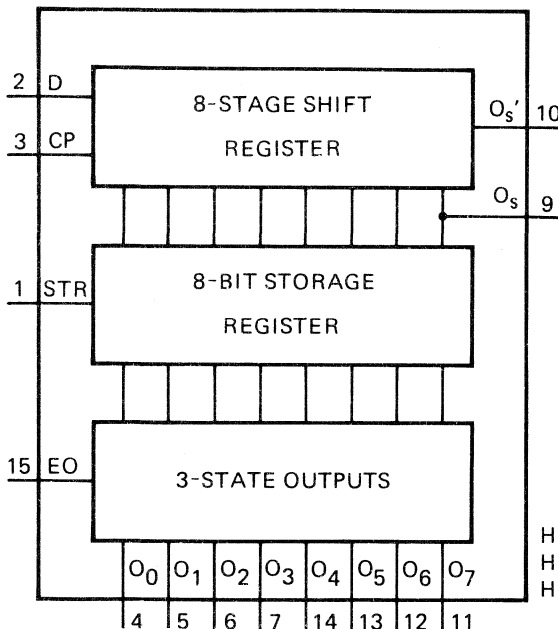 2 D
8-STAGE SHIFT
REGISTER
Os' 10
3 CP
Os 9
8-BIT STORAGE
REGISTER
1 STR
15 EO
3-STATE OUTPUTS
H
H
H
O0 O1 O2 O3 O4 O5 O6 O7
4 5 6 7 14 13 12 11